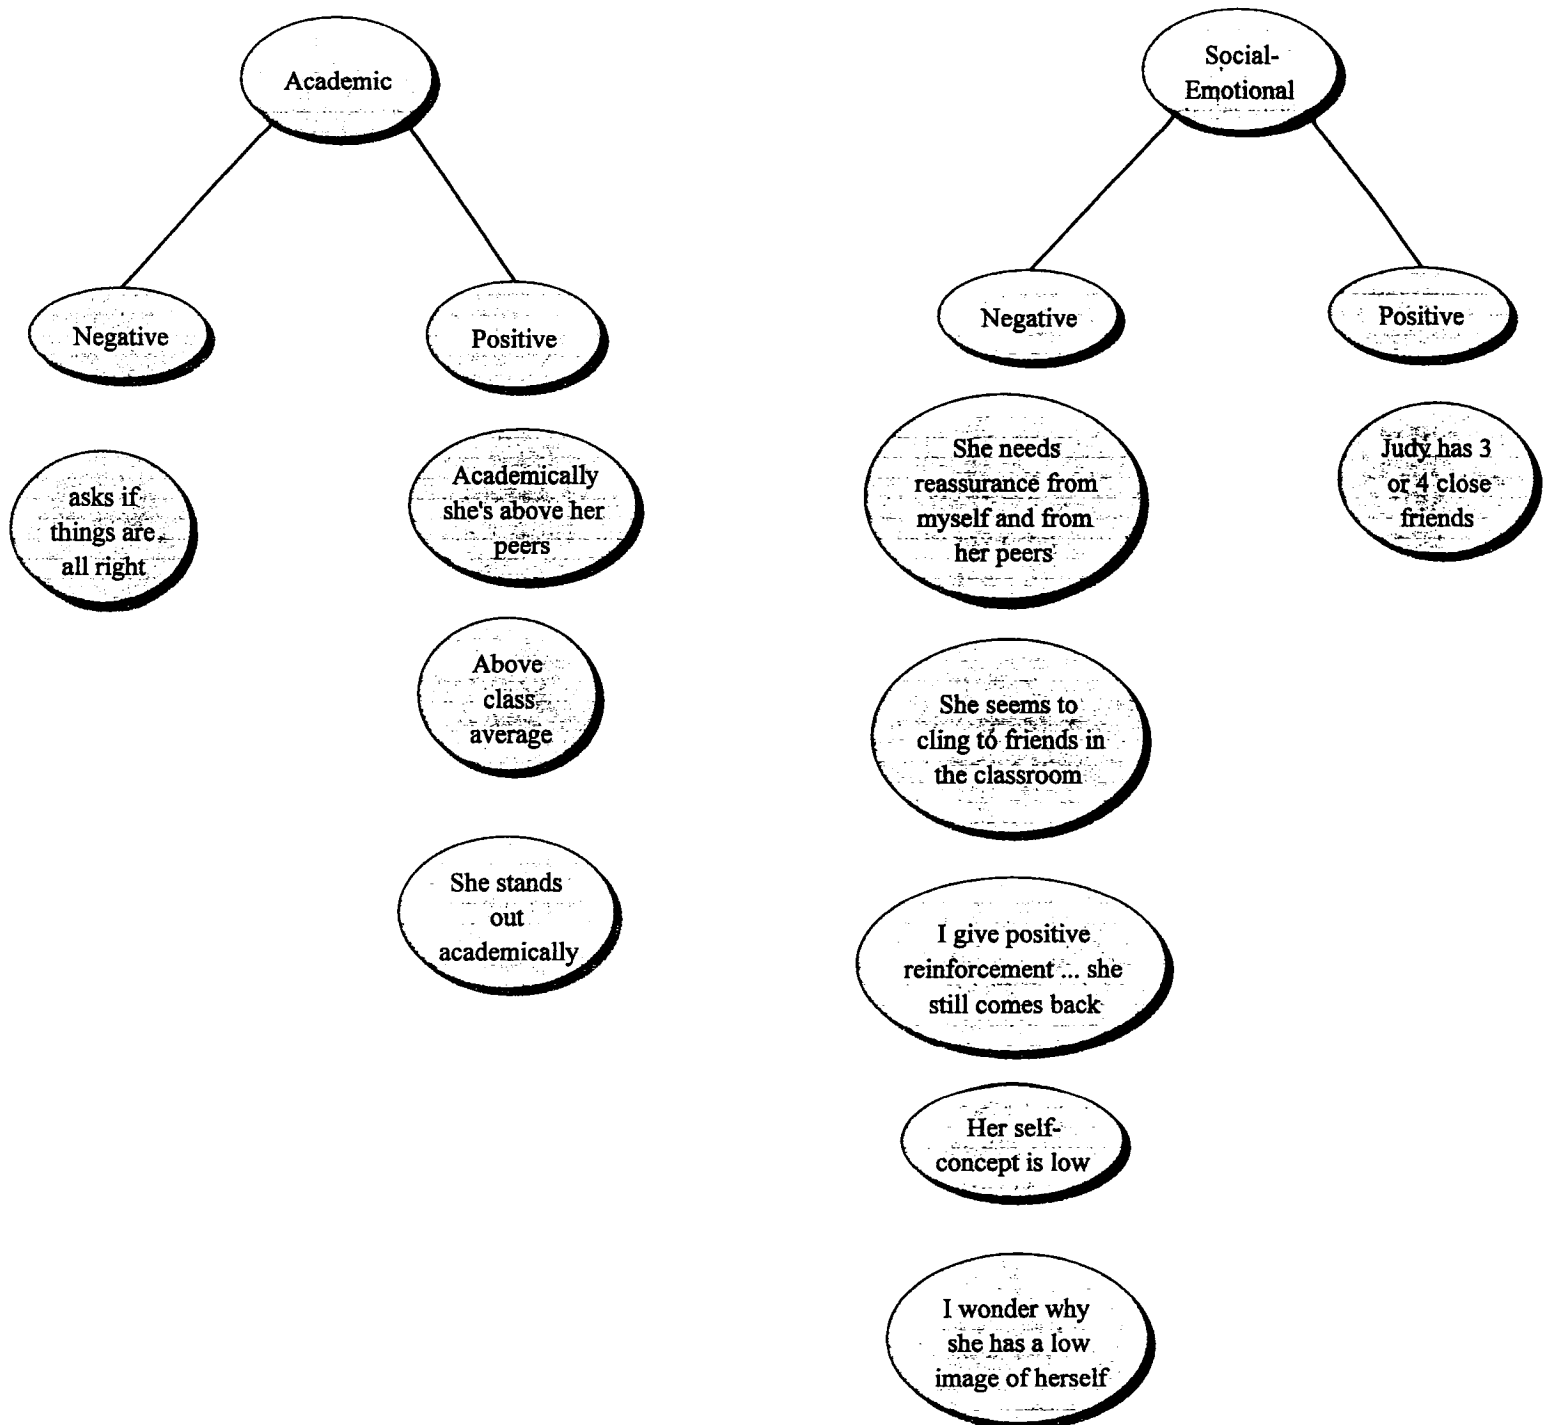 Academic
Negative
Positive
asks if
things are
all right
Academically
she's above her
peers
Above
class
average
She stands
out
academically
Social-
Emotional
Negative
Positive
She needs
reassurance from
myself and from
her peers
She seems to
cling to friends in
the classroom
I give positive
reinforcement ... she
still comes back
Her self-
concept is low
I wonder why
she has a low
image of herself
Judy has 3
or 4 close
friends